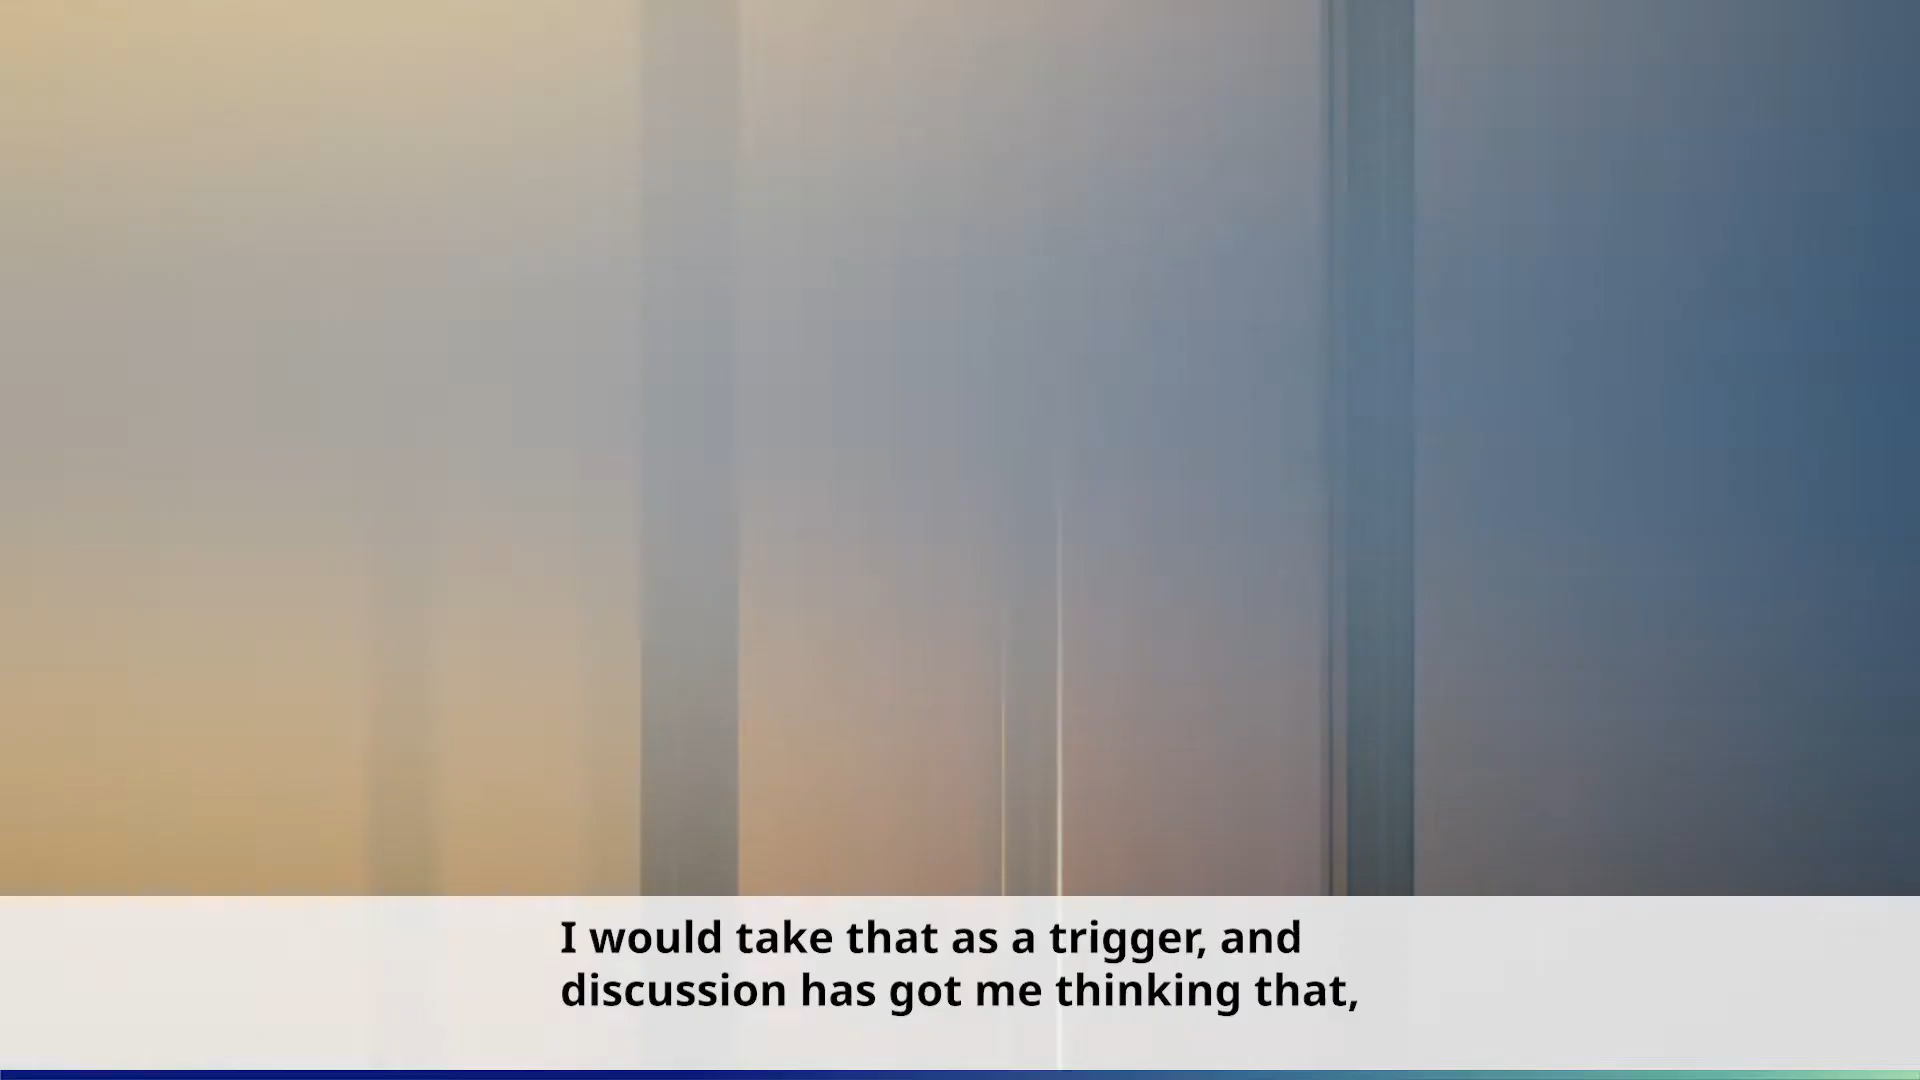 I would take that as a trigger, and
discussion has got me thinking that,